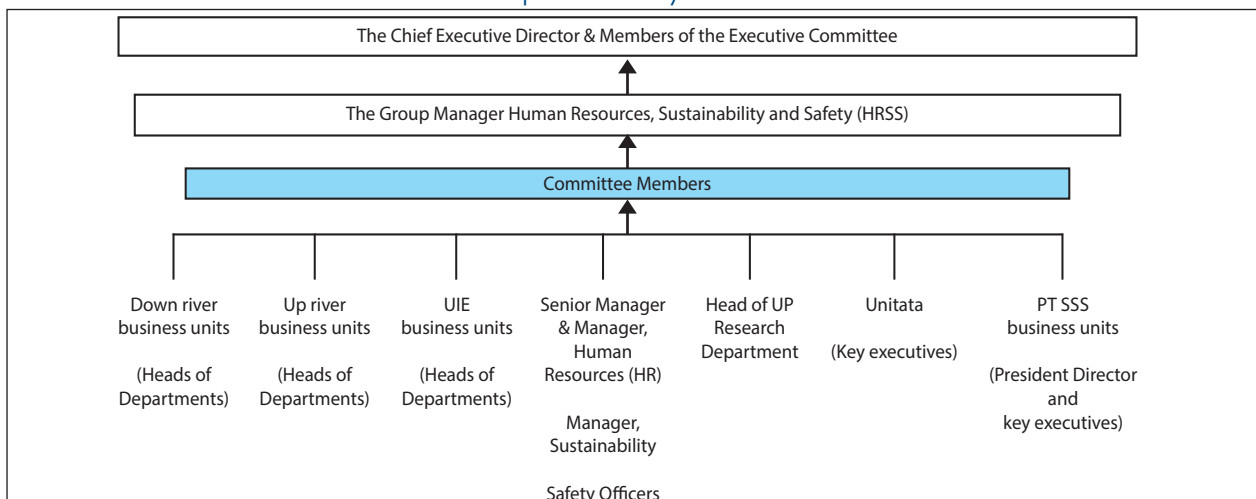 The Chief Executive Director & Members of the Executive Committee
The Group Manager Human Resources, Sustainability and Safety (HRSS)
Committee Members
Down river
business units
(Heads of
Departments)
Up river
business units
(Heads of
Departments)
UIE
business units
(Heads of
Departments)
Senior Manager
& Manager,
Human
Resources (HR)
Manager,
Sustainability
Safety Officers
Head of UP
Research
Department
Unitata
(Key executives)
PT SSS
business units
(President Director
and
key executives)